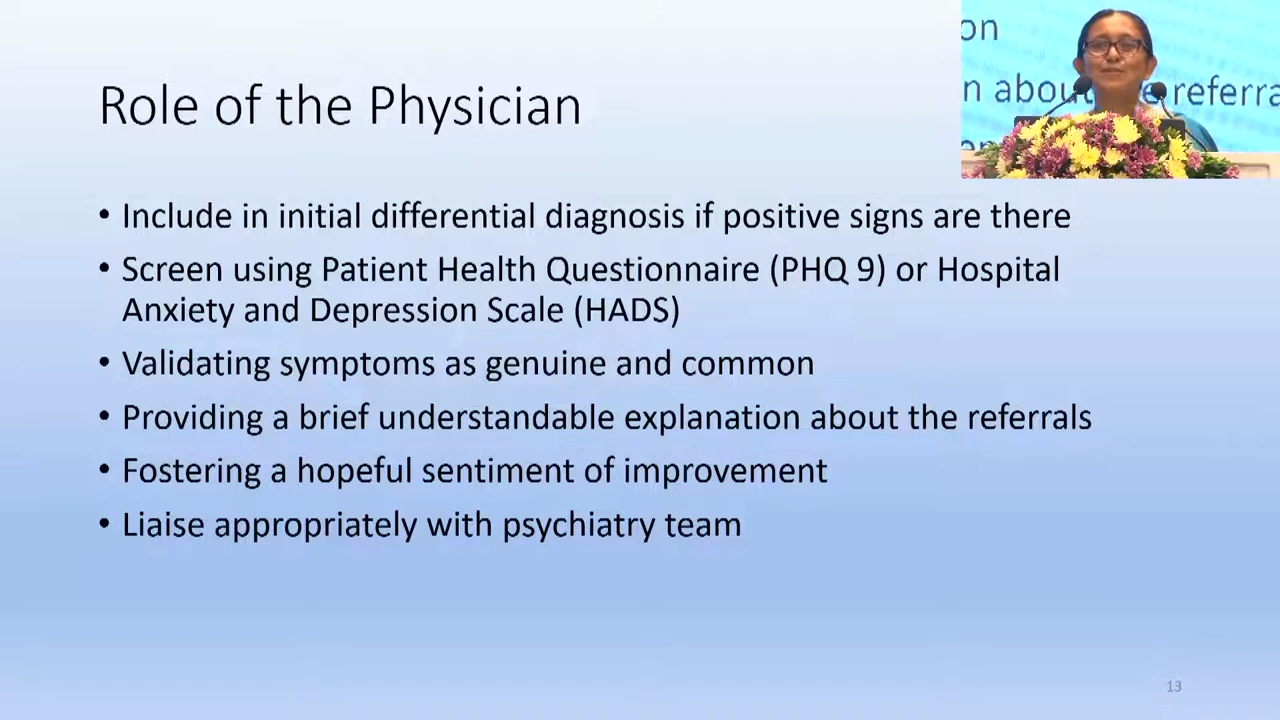 Role of the Physician
• Include in initial differential diagnosis if positive signs are there
• Screen using Patient Health Questionnaire (PHQ 9) or Hospital
Anxiety and Depression Scale (HADS)
• Validating symptoms as genuine and common
• Providing a brief understandable explanation about the referrals
• Fostering a hopeful sentiment of improvement
• Liaise appropriately with psychiatry team
13